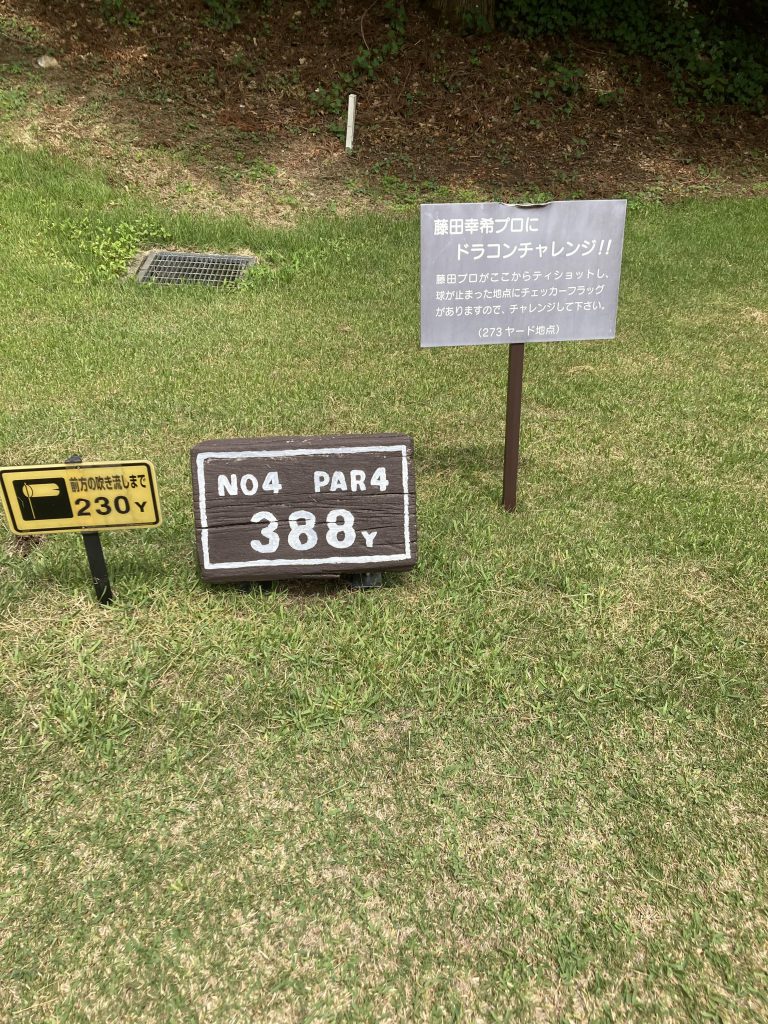 藤田幸希プロに
ドラコンチャレンジ!!
藤田プロがここからティショットし、
球が止まった地点にチェッカーフラッグ
がありますので、チャレンジして下さい。
(273 ヤード地点)
前方の吹き流しまで
230Y
NO4 PAR4
388Y